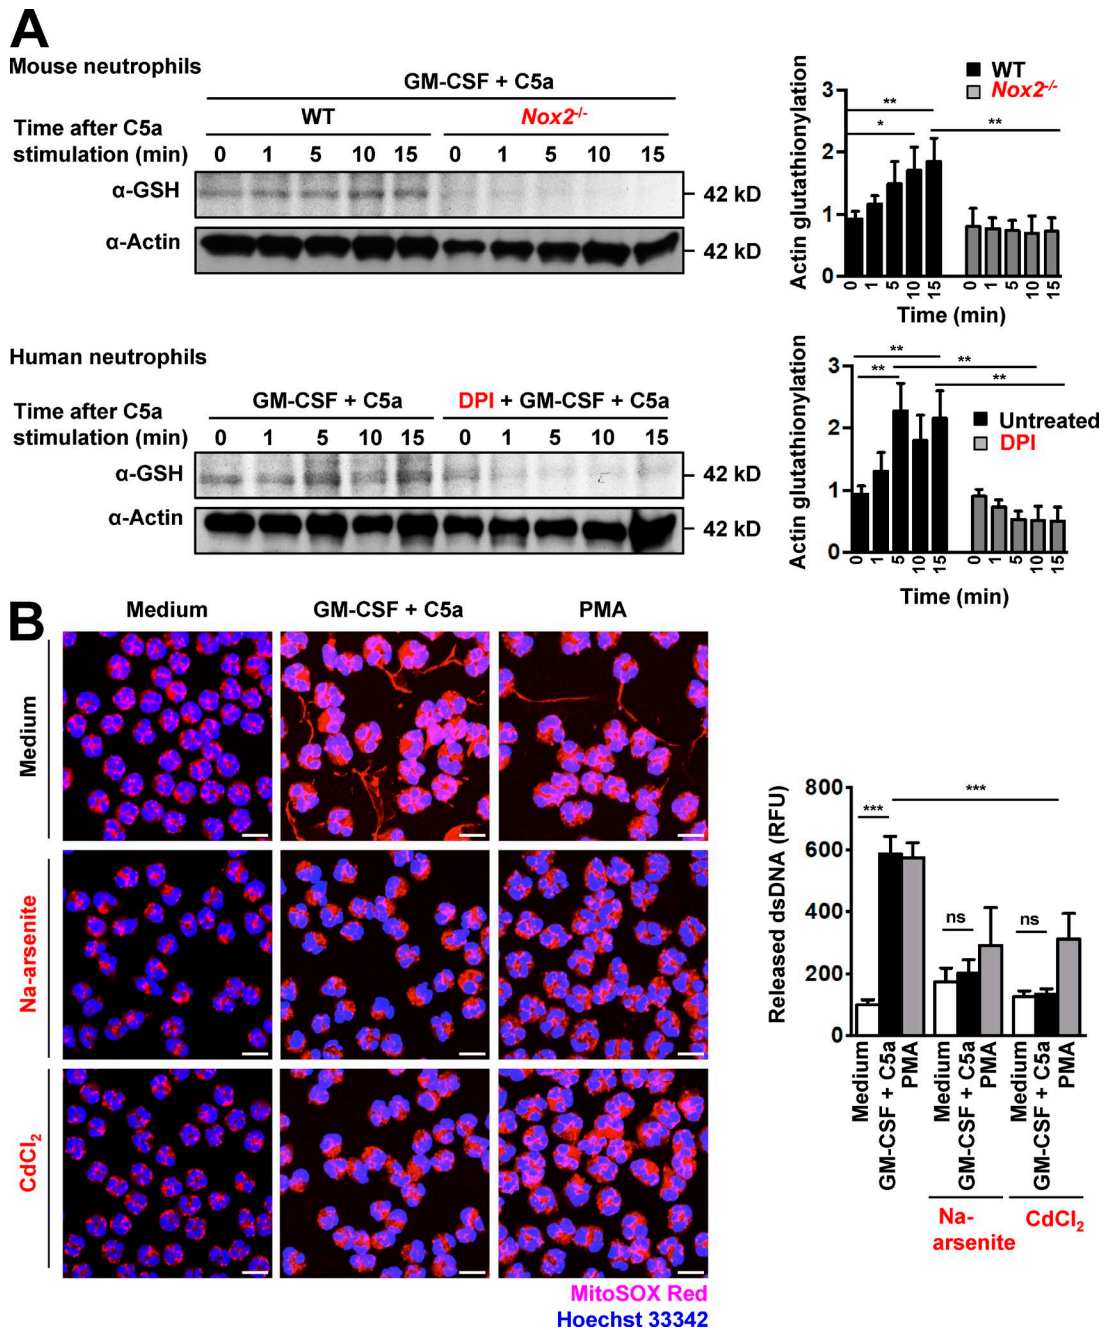 A
Mouse neutrophils
GM-CSF + C5a
Time after C5a
stimulation (min)
WT
Nox2-/-
0 1 5 10 15 0 1 5 10 15
α-GSH
42 kD
α-Actin
42 kD
WT
Nox2-/-
Actin glutathionylation
3
2
1
0
**
*
**
0 1 5 10 15 0 1 5 10 15
Time (min)
Human neutrophils
Time after C5a
stimulation (min)
GM-CSF + C5a
DPI + GM-CSF + C5a
0 1 5 10 15 0 1 5 10 15
α-GSH
42 kD
α-Actin
42 kD
Untreated
DPI
Actin glutathionylation
3
2
1
0
**
**
**
**
0 1 5 10 15 0 1 5 10 15
Time (min)
B
Medium
GM-CSF + C5a
PMA
Medium
Na-arsenite
CdCl2
MitoSOX Red
Hoechst 33342
Released dsDNA (RFU)
800
600
400
200
0
***
***
ns
ns
Medium
GM-CSF + C5a
PMA
Medium
GM-CSF + C5a
PMA
Medium
GM-CSF + C5a
PMA
Na-
arsenite
CdCl2